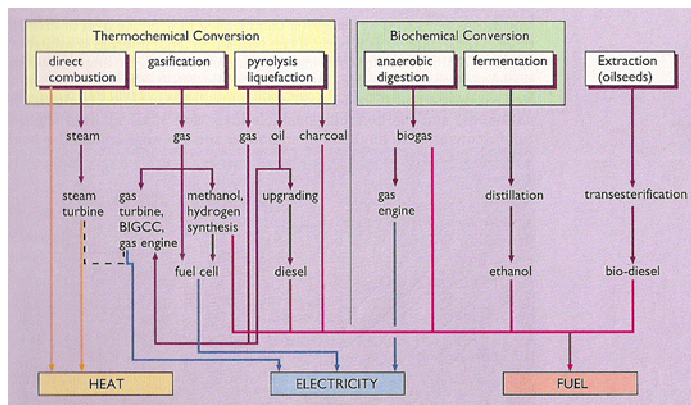 Thermochemical Conversion
Biochemical Conversion
direct
combustion
gasification
pyrolysis
liquefaction
anaerobic
digestion
fermentation
Extraction
(oilseeds)
steam
gas
gas
oil
charcoal
biogas
steam
turbine
gas
turbine,
BIGCC,
gas engine
methanol,
hydrogen
synthesis
upgrading
gas
engine
distillation
transesterification
fuel cell
diesel
ethanol
bio-diesel
HEAT
ELECTRICITY
FUEL